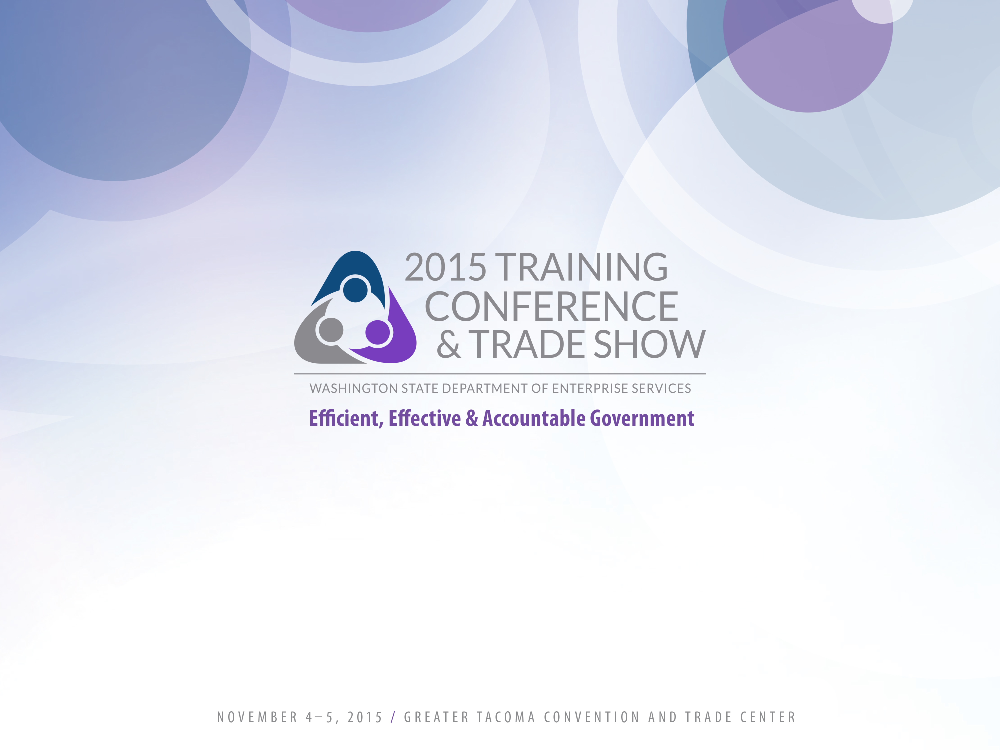 2015 TRAINING
CONFERENCE
& TRADE SHOW
WASHINGTON STATE DEPARTMENT OF ENTERPRISE SERVICES
Efficient, Effective & Accountable Government
NOVEMBER 4–5, 2015 / GREATER TACOMA CONVENTION AND TRADE CENTER